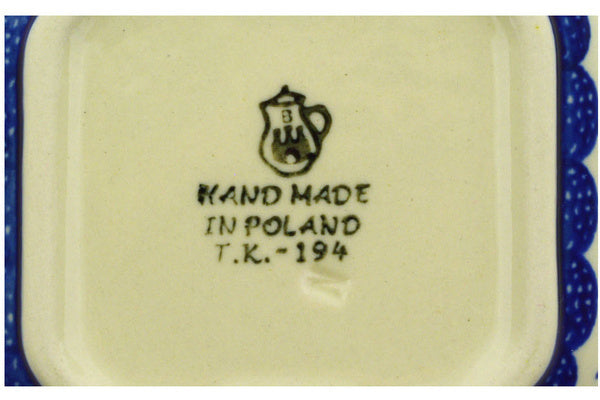 B
HAND MADE
IN POLAND
T.K.-194